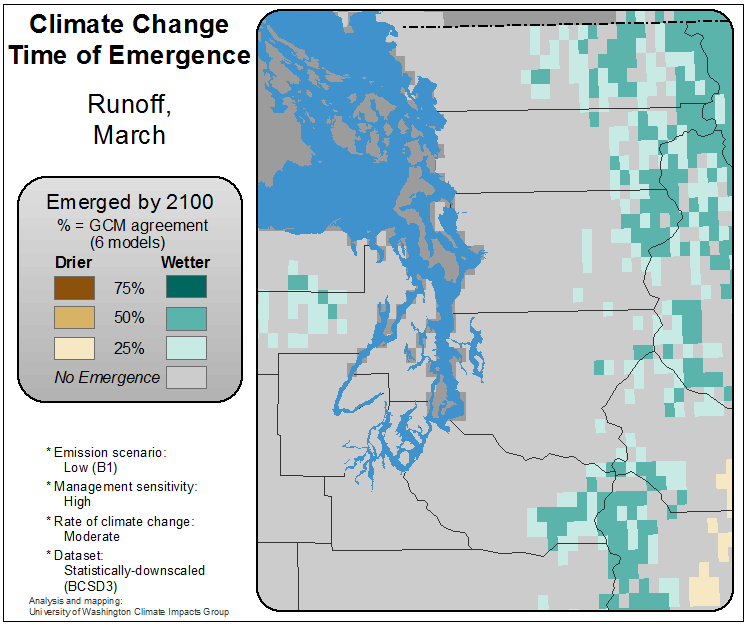 Climate Change
Time of Emergence
Runoff,
March
Emerged by 2100
% = GCM agreement
(6 models)
Drier Wetter
75%
50%
25%
No Emergence
* Emission scenario:
Low (B1)
* Management sensitivity:
High
* Rate of climate change:
Moderate
* Dataset:
Statistically-downscaled
(BCSD3)
Analysis and mapping:
University of Washington Climate Impacts Group